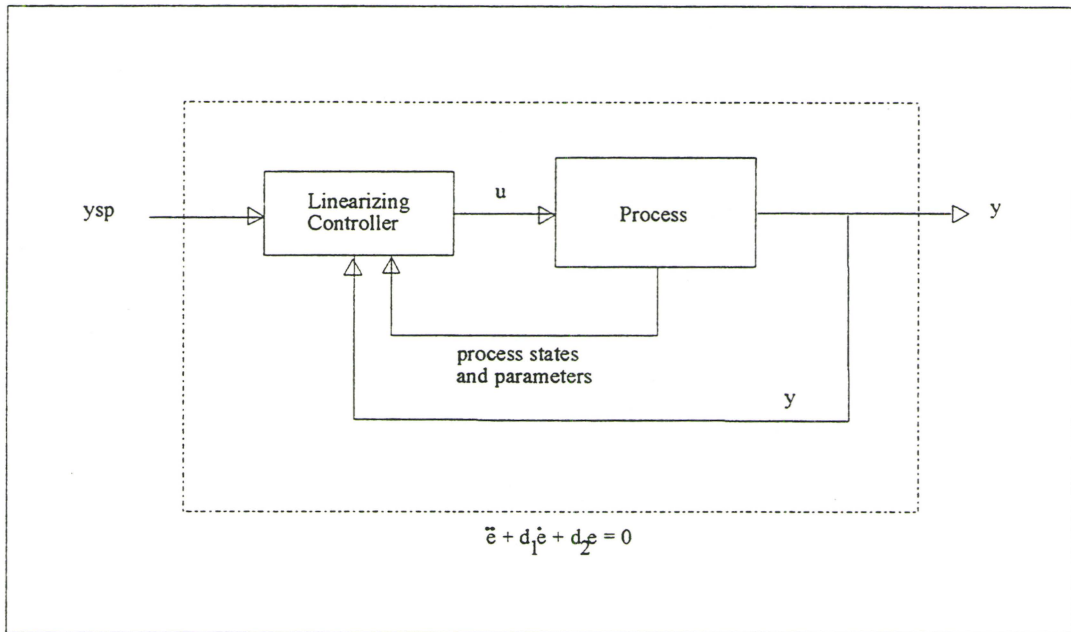 ysp
Linearizing
Controller
u
Process
y
process states
and parameters
y
ë + d₁ė + d₂e = 0